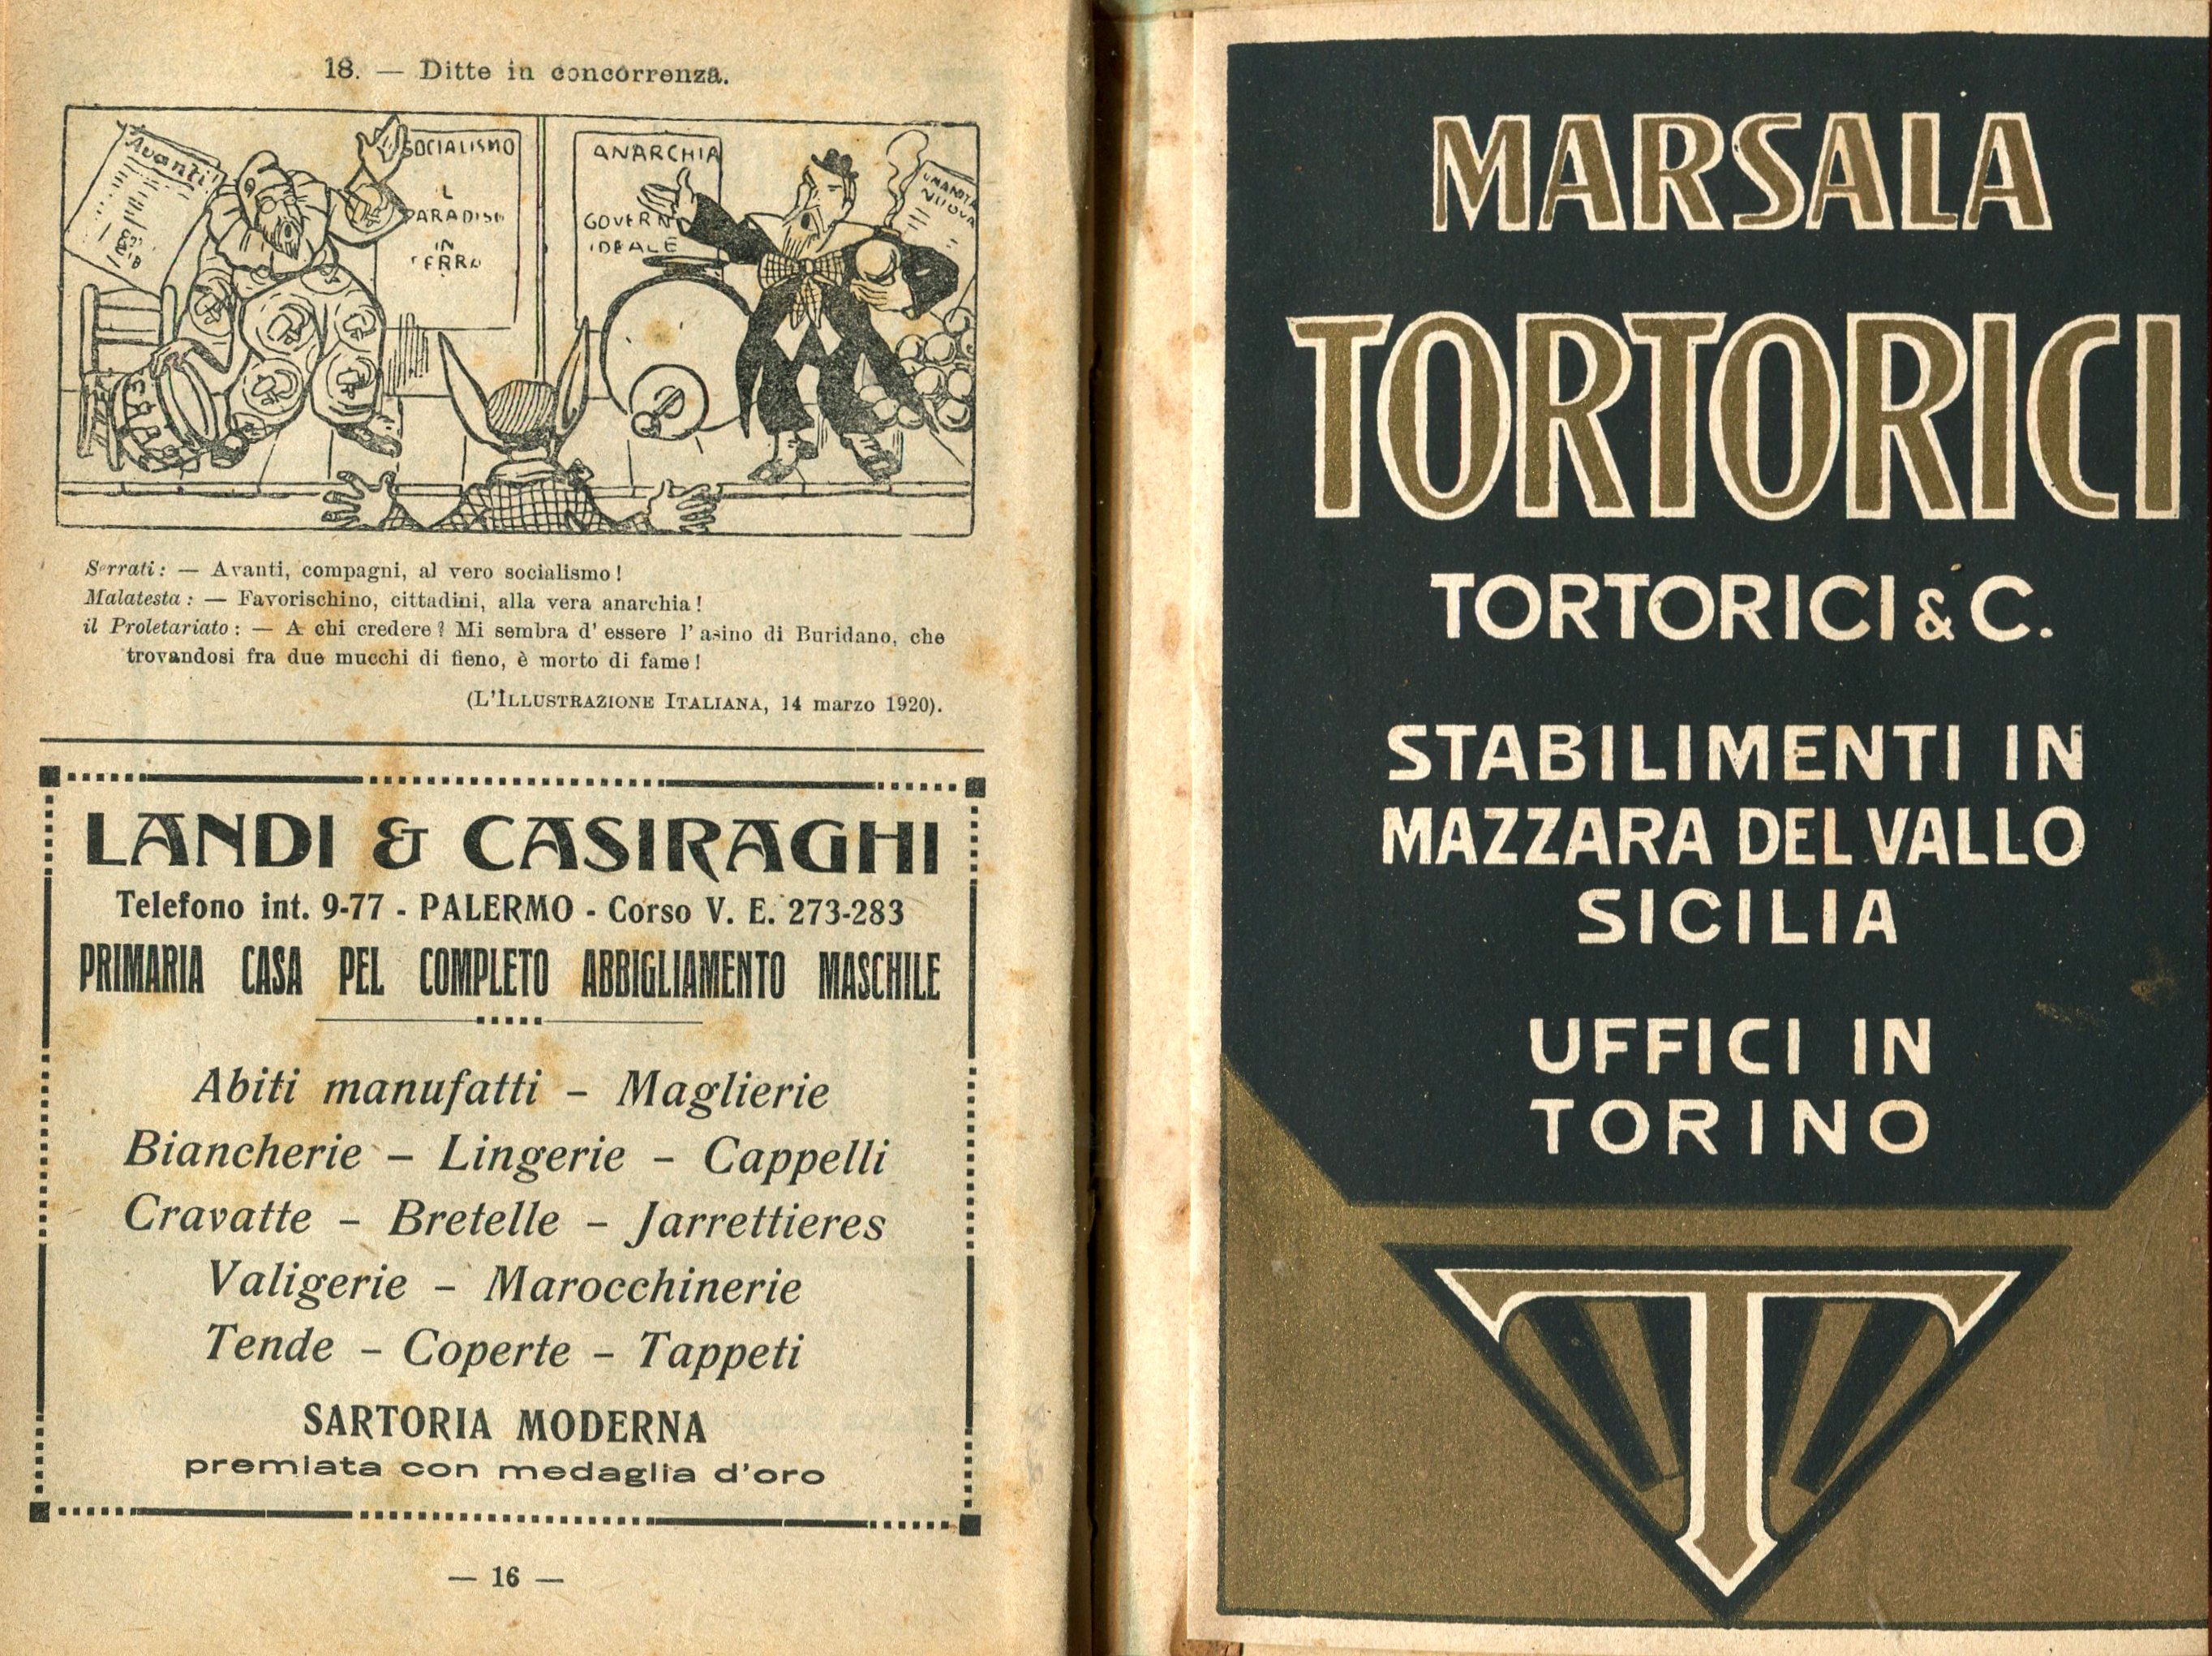 18. — Ditte in concorrenza.
Avanti!
SOCIALISMO
IN
ANARCHIA
GOVERN
IDEALE
UMANITA
NUOVA
Serrati: — Avanti, compagni, al vero socialismo!
Malatesta: — Favorischino, cittadini, alla vera anarchia!
il Proletariato: — A chi credere? Mi sembra d'essere l'asino di Buridano, che
trovandosi fra due mucchi di fieno, è morto di fame!
(L'ILLUSTRAZIONE ITALIANA, 14 marzo 1920).
LANDI & CASIRAGHI
Telefono int. 9-77 - PALERMO - Corso V. E. 273-283
PRIMARIA CASA PEL COMPLETO ABBIGLIAMENTO MASCHILE
Abiti manufatti – Maglierie
Biancherie – Lingerie – Cappelli
Cravatte – Bretelle – Jarrettieres
Valigerie – Marocchinerie
Tende – Coperte – Tappeti
SARTORIA MODERNA
premiata con medaglia d'oro
— 16 —
MARSALA
TORTORICI
TORTORICI & C.
STABILIMENTI IN
MAZZARA DEL VALLO
SICILIA
UFFICI IN
TORINO
T